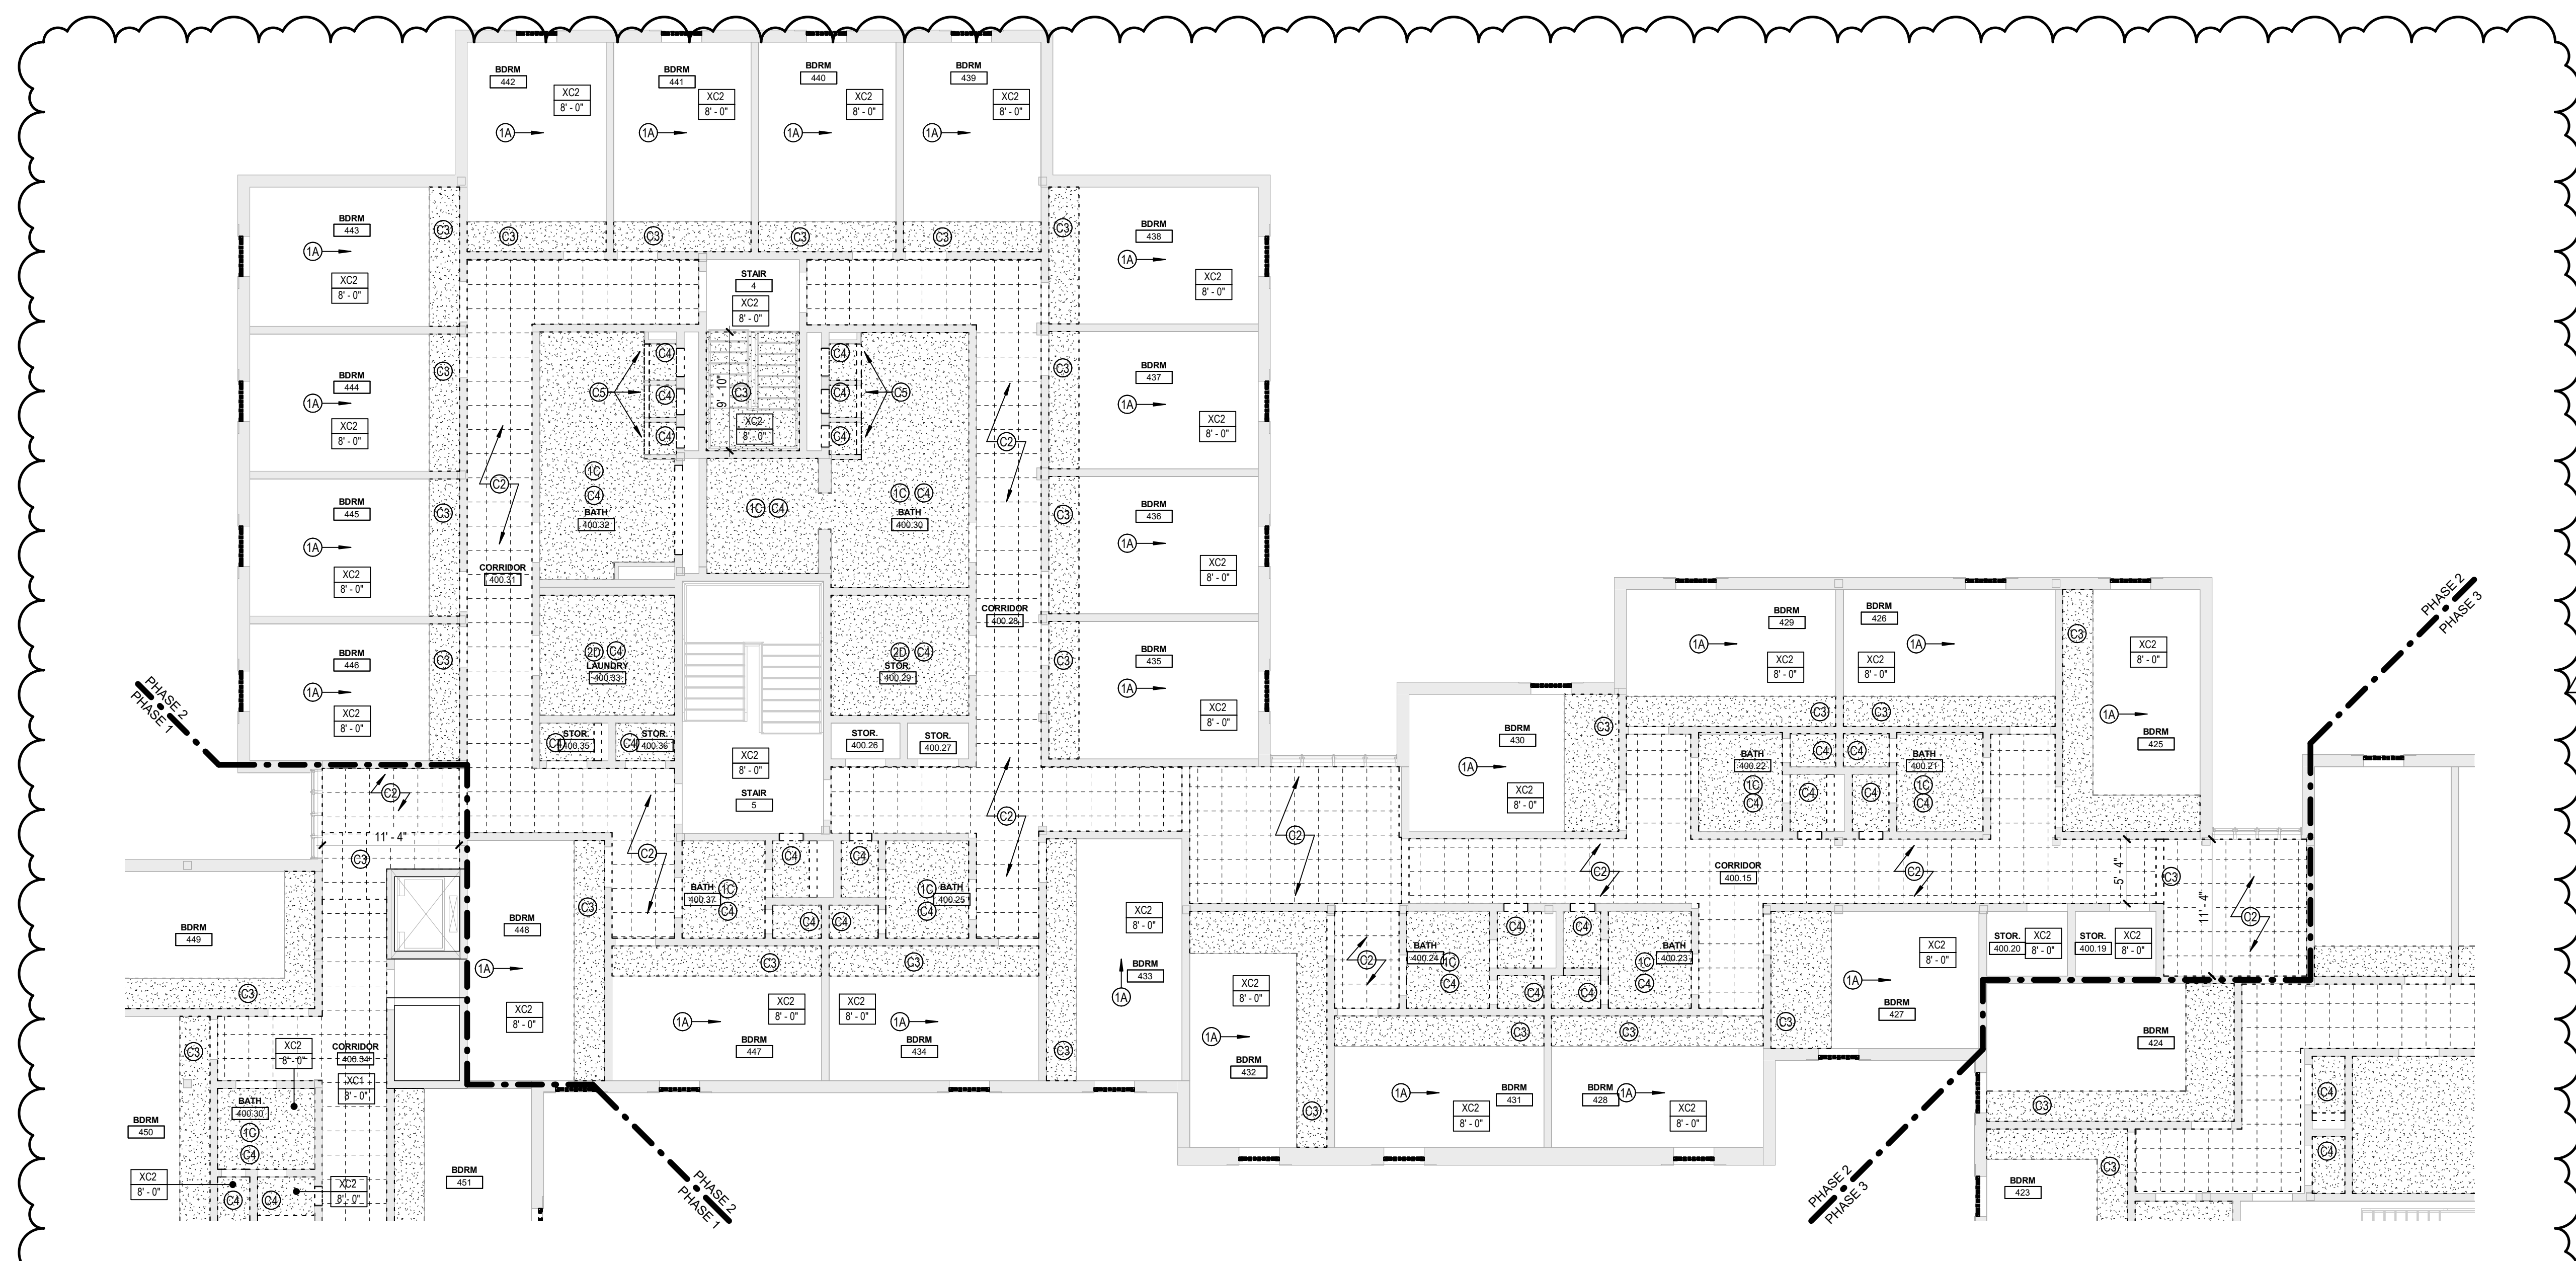 BDRM
442
XC2
8' - 0"
1A
C3
BDRM
441
XC2
8' - 0"
1A
C3
BDRM
440
XC2
8' - 0"
1A
C3
BDRM
439
XC2
8' - 0"
1A
C3
BDRM
443
1A
XC2
8' - 0"
C3
BDRM
444
1A
XC2
8' - 0"
C3
BDRM
445
1A
XC2
8' - 0"
C3
BDRM
446
1A
XC2
8' - 0"
C3
BDRM
438
1A
XC2
8' - 0"
C3
BDRM
437
1A
XC2
8' - 0"
C3
BDRM
436
1A
XC2
8' - 0"
C3
BDRM
435
1A
XC2
8' - 0"
C3
STAIR
4
XC2
8' - 0"
9' - 10"
C3
XC2
8' - 0"
C5
C4
C4
C4
C4
C4
C4
C5
C2
C2
1C
C4
BATH
400.32
1C C4
1C C4
BATH
400.30
CORRIDOR
400.31
CORRIDOR
400.28
2D C4
LAUNDRY
400.33
2D C4
STOR.
400.29
C4
STOR.
400.35
C4
STOR.
400.36
STOR.
400.26
STOR.
400.27
XC2
8' - 0"
STAIR
5
C2
C2
C2
PHASE 2
PHASE 1
C2
11' - 4"
C3
BDRM
449
C3
BDRM
448
1A
XC2
8' - 0"
C3
BATH
400.37
1C
C4
C4
C4
C4
C4
1C
C4
BATH
400.25
C3
C3
1A
XC2
8' - 0"
BDRM
447
XC2
8' - 0"
1A
BDRM
434
XC2
8' - 0"
BDRM
433
1A
C3
C3
XC2
8' - 0"
CORRIDOR
400.34
XC1
8' - 0"
BATH
400.30
1C
C4
BDRM
450
XC2
8' - 0"
C4
C4
XC2
8' - 0"
BDRM
451
PHASE 2
PHASE 1
BDRM
430
1A
XC2
8' - 0"
C3
BDRM
429
1A
XC2
8' - 0"
C3
BDRM
426
1A
XC2
8' - 0"
C3
C3
XC2
8' - 0"
1A
BDRM
425
PHASE 2
PHASE 3
BATH
400.22
1C
C4
C4
C4
C4
C4
BATH
400.21
1C
C4
C2
C2
CORRIDOR
400.15
5' - 4"
C3
11' - 4"
C2
XC2
8' - 0"
1A
BDRM
432
C3
C2
BATH
400.24
1C
C4
C4
C4
C4
C4
BATH
400.23
1C
C4
C3
C3
1A
XC2
8' - 0"
BDRM
431
BDRM
428
1A
XC2
8' - 0"
XC2
8' - 0"
1A
BDRM
427
C3
STOR.
400.20
XC2
8' - 0"
STOR.
400.19
XC2
8' - 0"
BDRM
424
C3
C3
BDRM
423
C4
C4
PHASE 2
PHASE 3